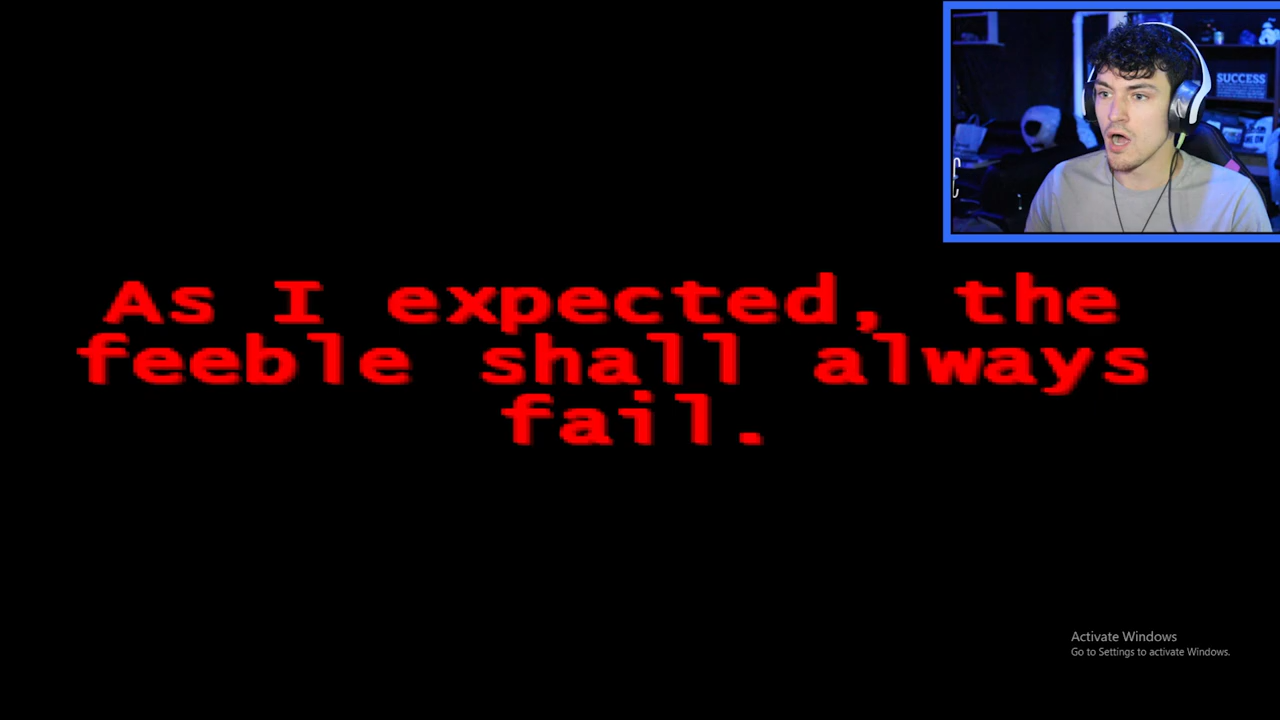 SUCCESS
As I expected, the
feeble shall always
fail.
Activate Windows
Go to Settings to activate Windows.